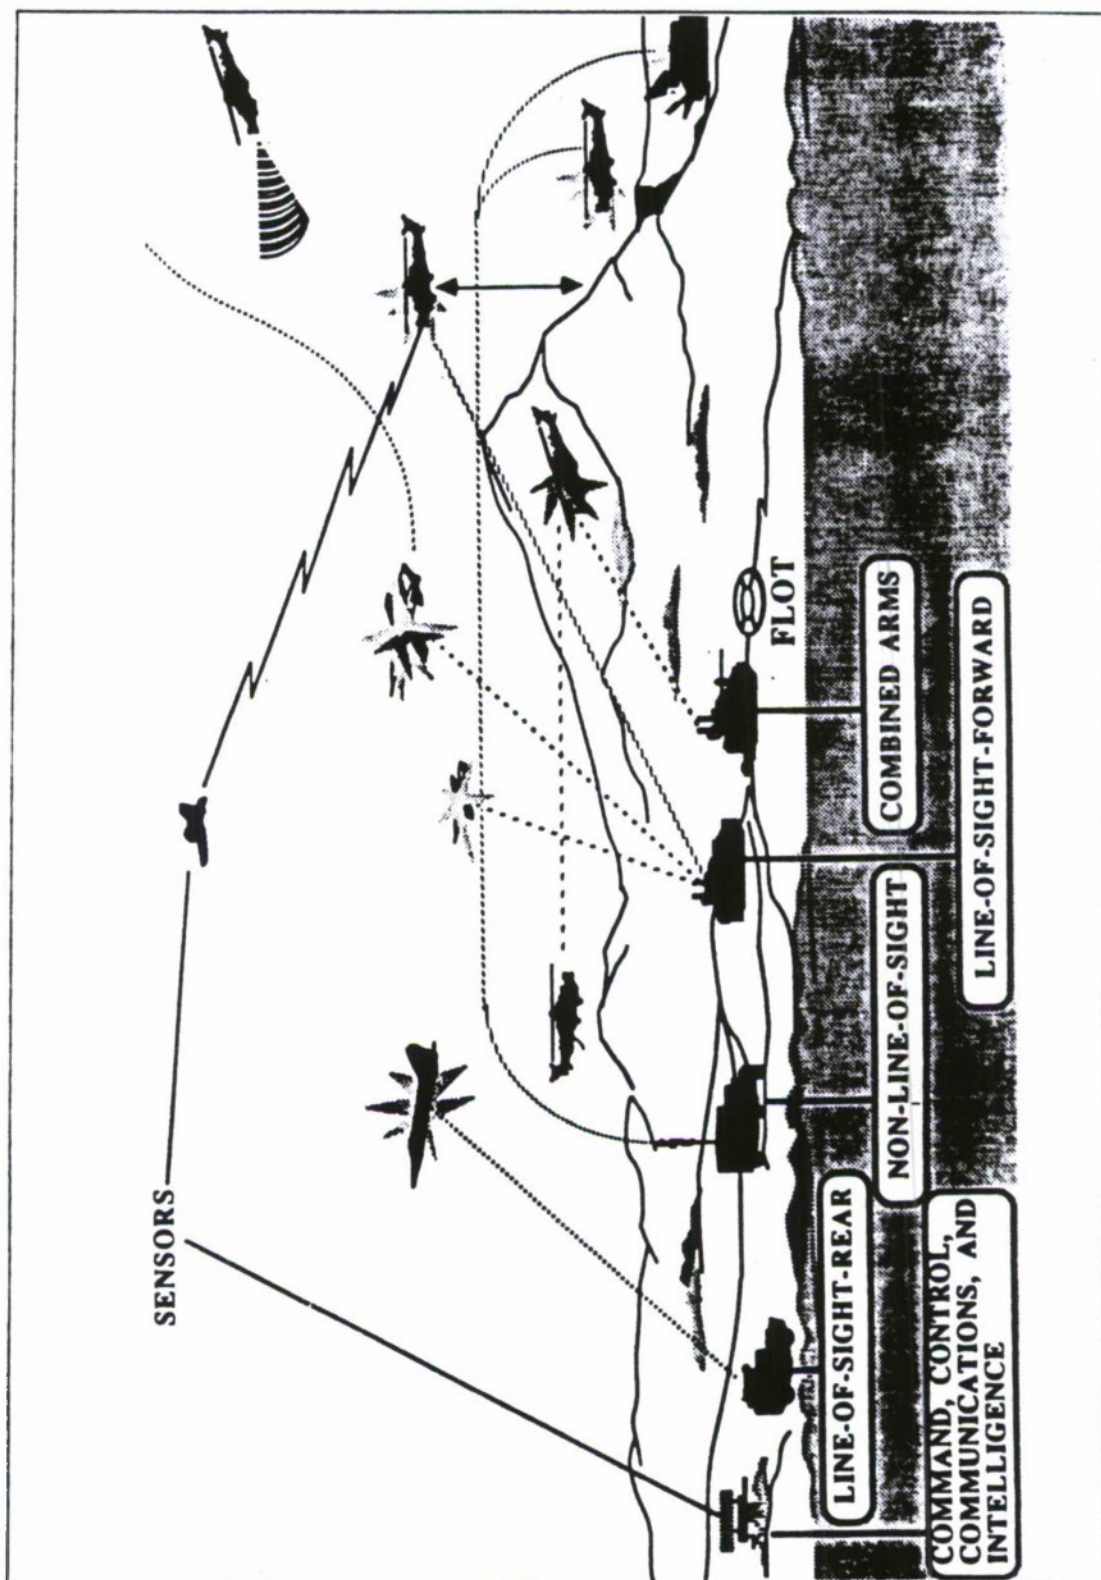 SENSORS
FLOT
COMBINED ARMS
LINE-OF-SIGHT-FORWARD
NON-LINE-OF-SIGHT
LINE-OF-SIGHT-REAR
COMMAND, CONTROL,
COMMUNICATIONS, AND
INTELLIGENCE